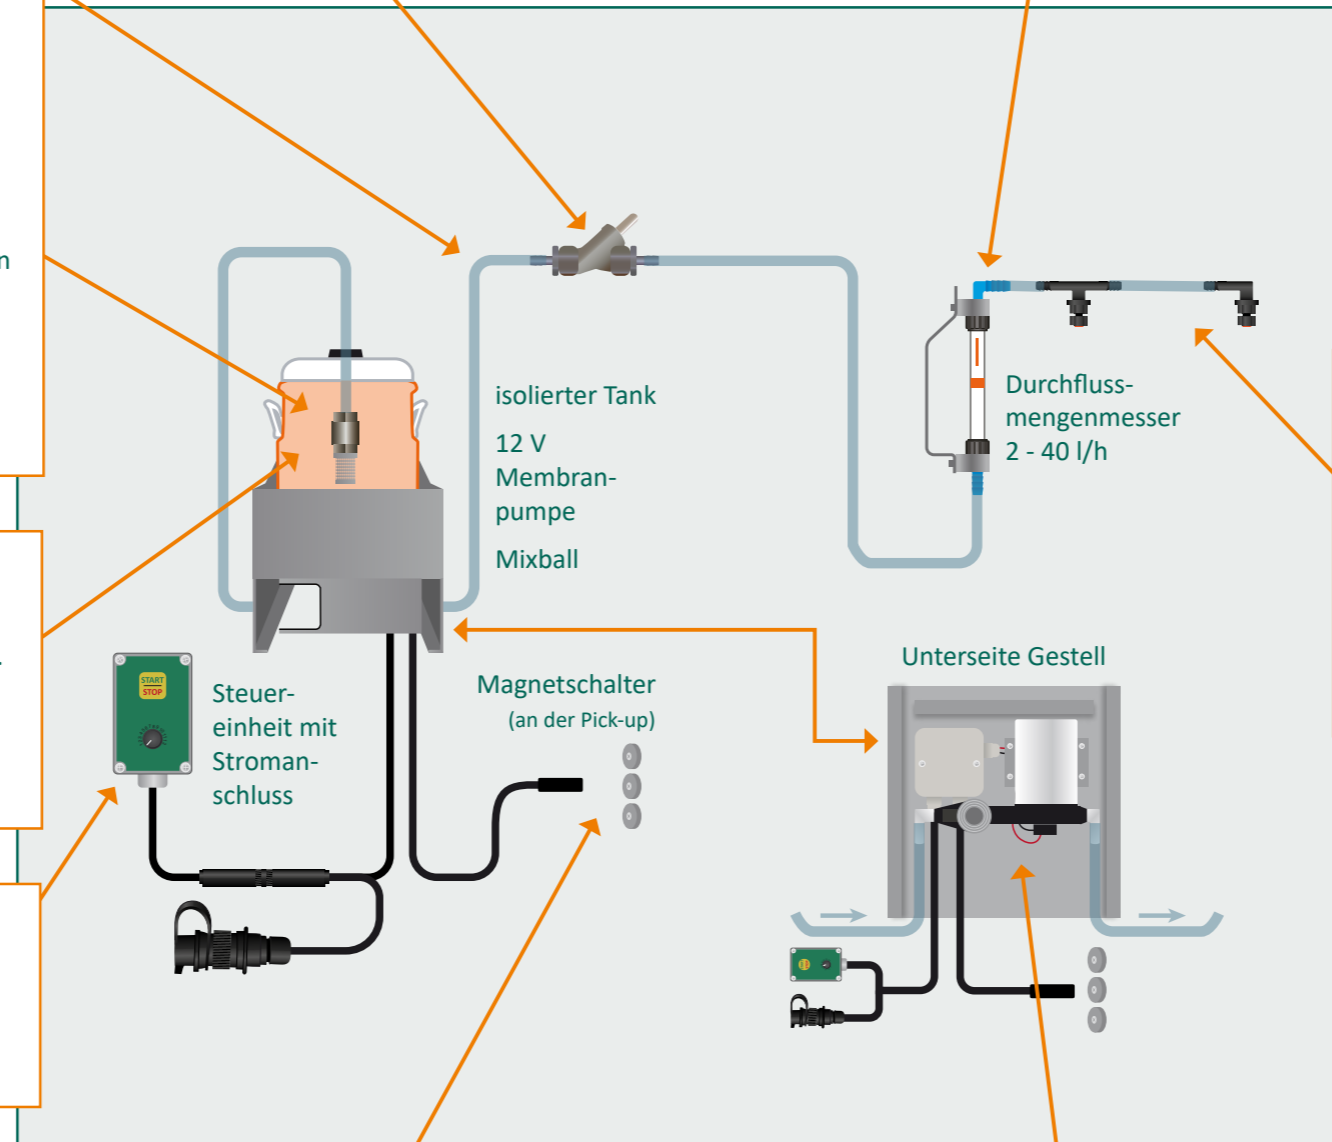 n
isolierter Tank
12 V
Membran-
pumpe
Mixball
Durchfluss-
mengenmesser
2 - 40 l/h
.
START
STOP
Steuer-
einheit mit
Stroman-
schluss
Magnetschalter
(an der Pick-up)
Unterseite Gestell